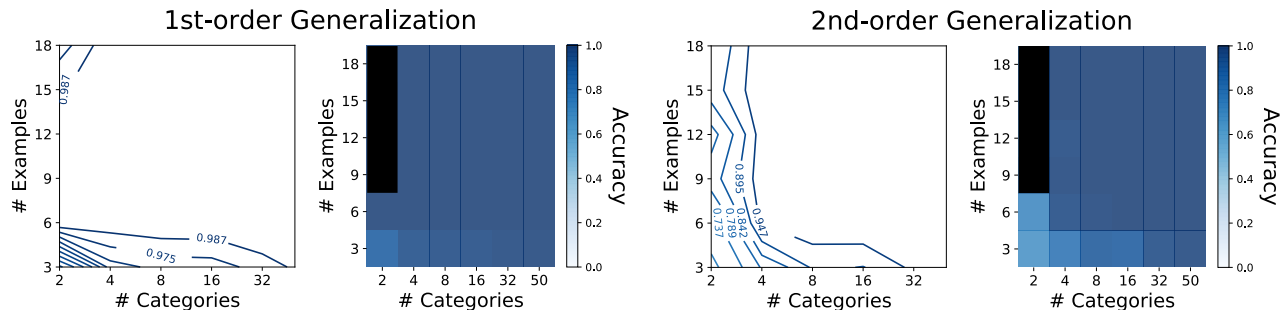 1st-order Generalization
18
15
12
9
6
3
# Examples
0.987
0.987
0.975
2 4 8 16 32
# Categories
18
15
12
9
6
3
# Examples
2 4 8 16 32 50
# Categories
1.0
0.8
0.6
0.4
0.2
0.0
Accuracy
2nd-order Generalization
18
15
12
9
6
3
# Examples
0.737
0.789
0.842
0.895
0.947
2 4 8 16 32
# Categories
18
15
12
9
6
3
# Examples
2 4 8 16 32 50
# Categories
1.0
0.8
0.6
0.4
0.2
0.0
Accuracy